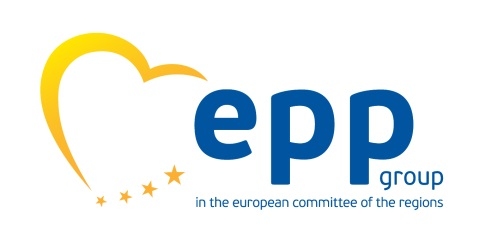 epp
group
in the european committee of the regions